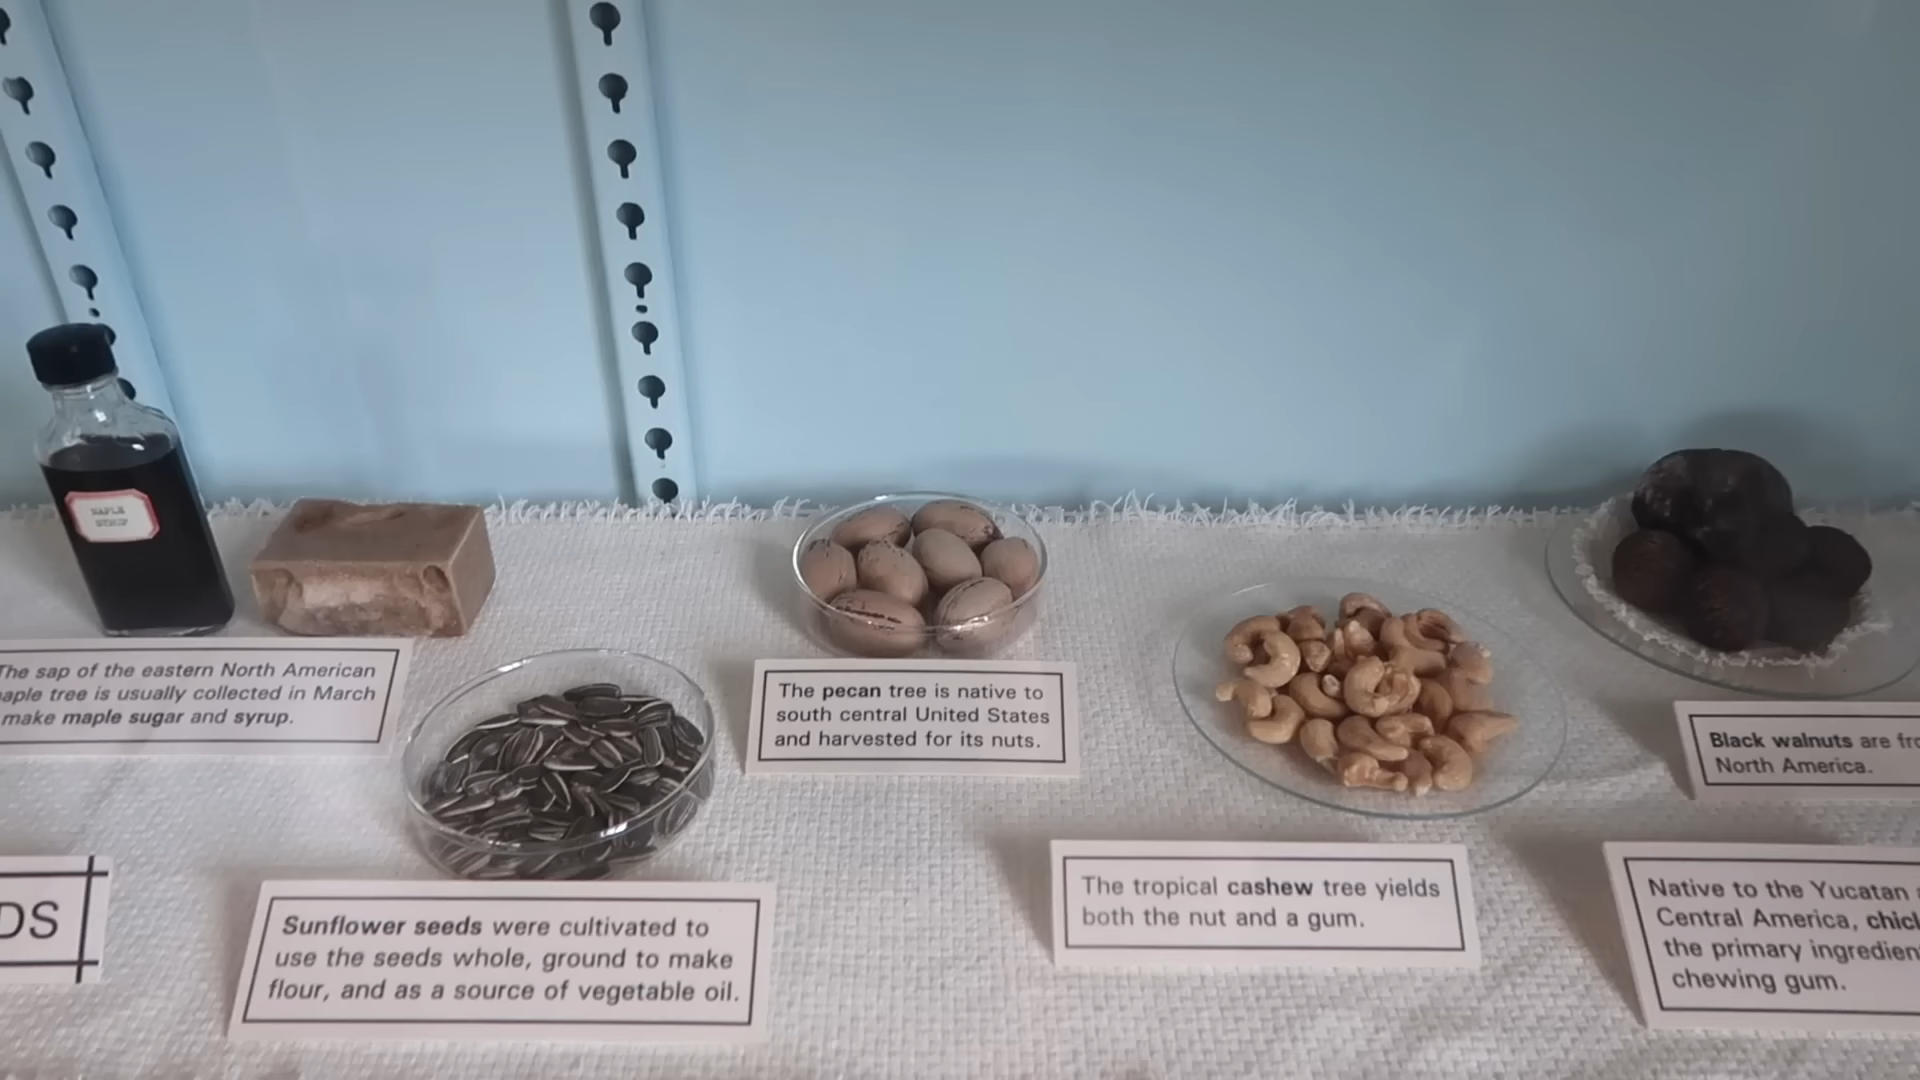 MAPLE
SYRUP
The sap of the eastern North American
aple tree is usually collected in March
make maple sugar and syrup.
The pecan tree is native to
south central United States
and harvested for its nuts.
Black walnuts are fro
North America.
DS
Sunflower seeds were cultivated to
use the seeds whole, ground to make
flour, and as a source of vegetable oil.
The tropical cashew tree yields
both the nut and a gum.
Native to the Yucatan
Central America, chicl
the primary ingredien
chewing gum.